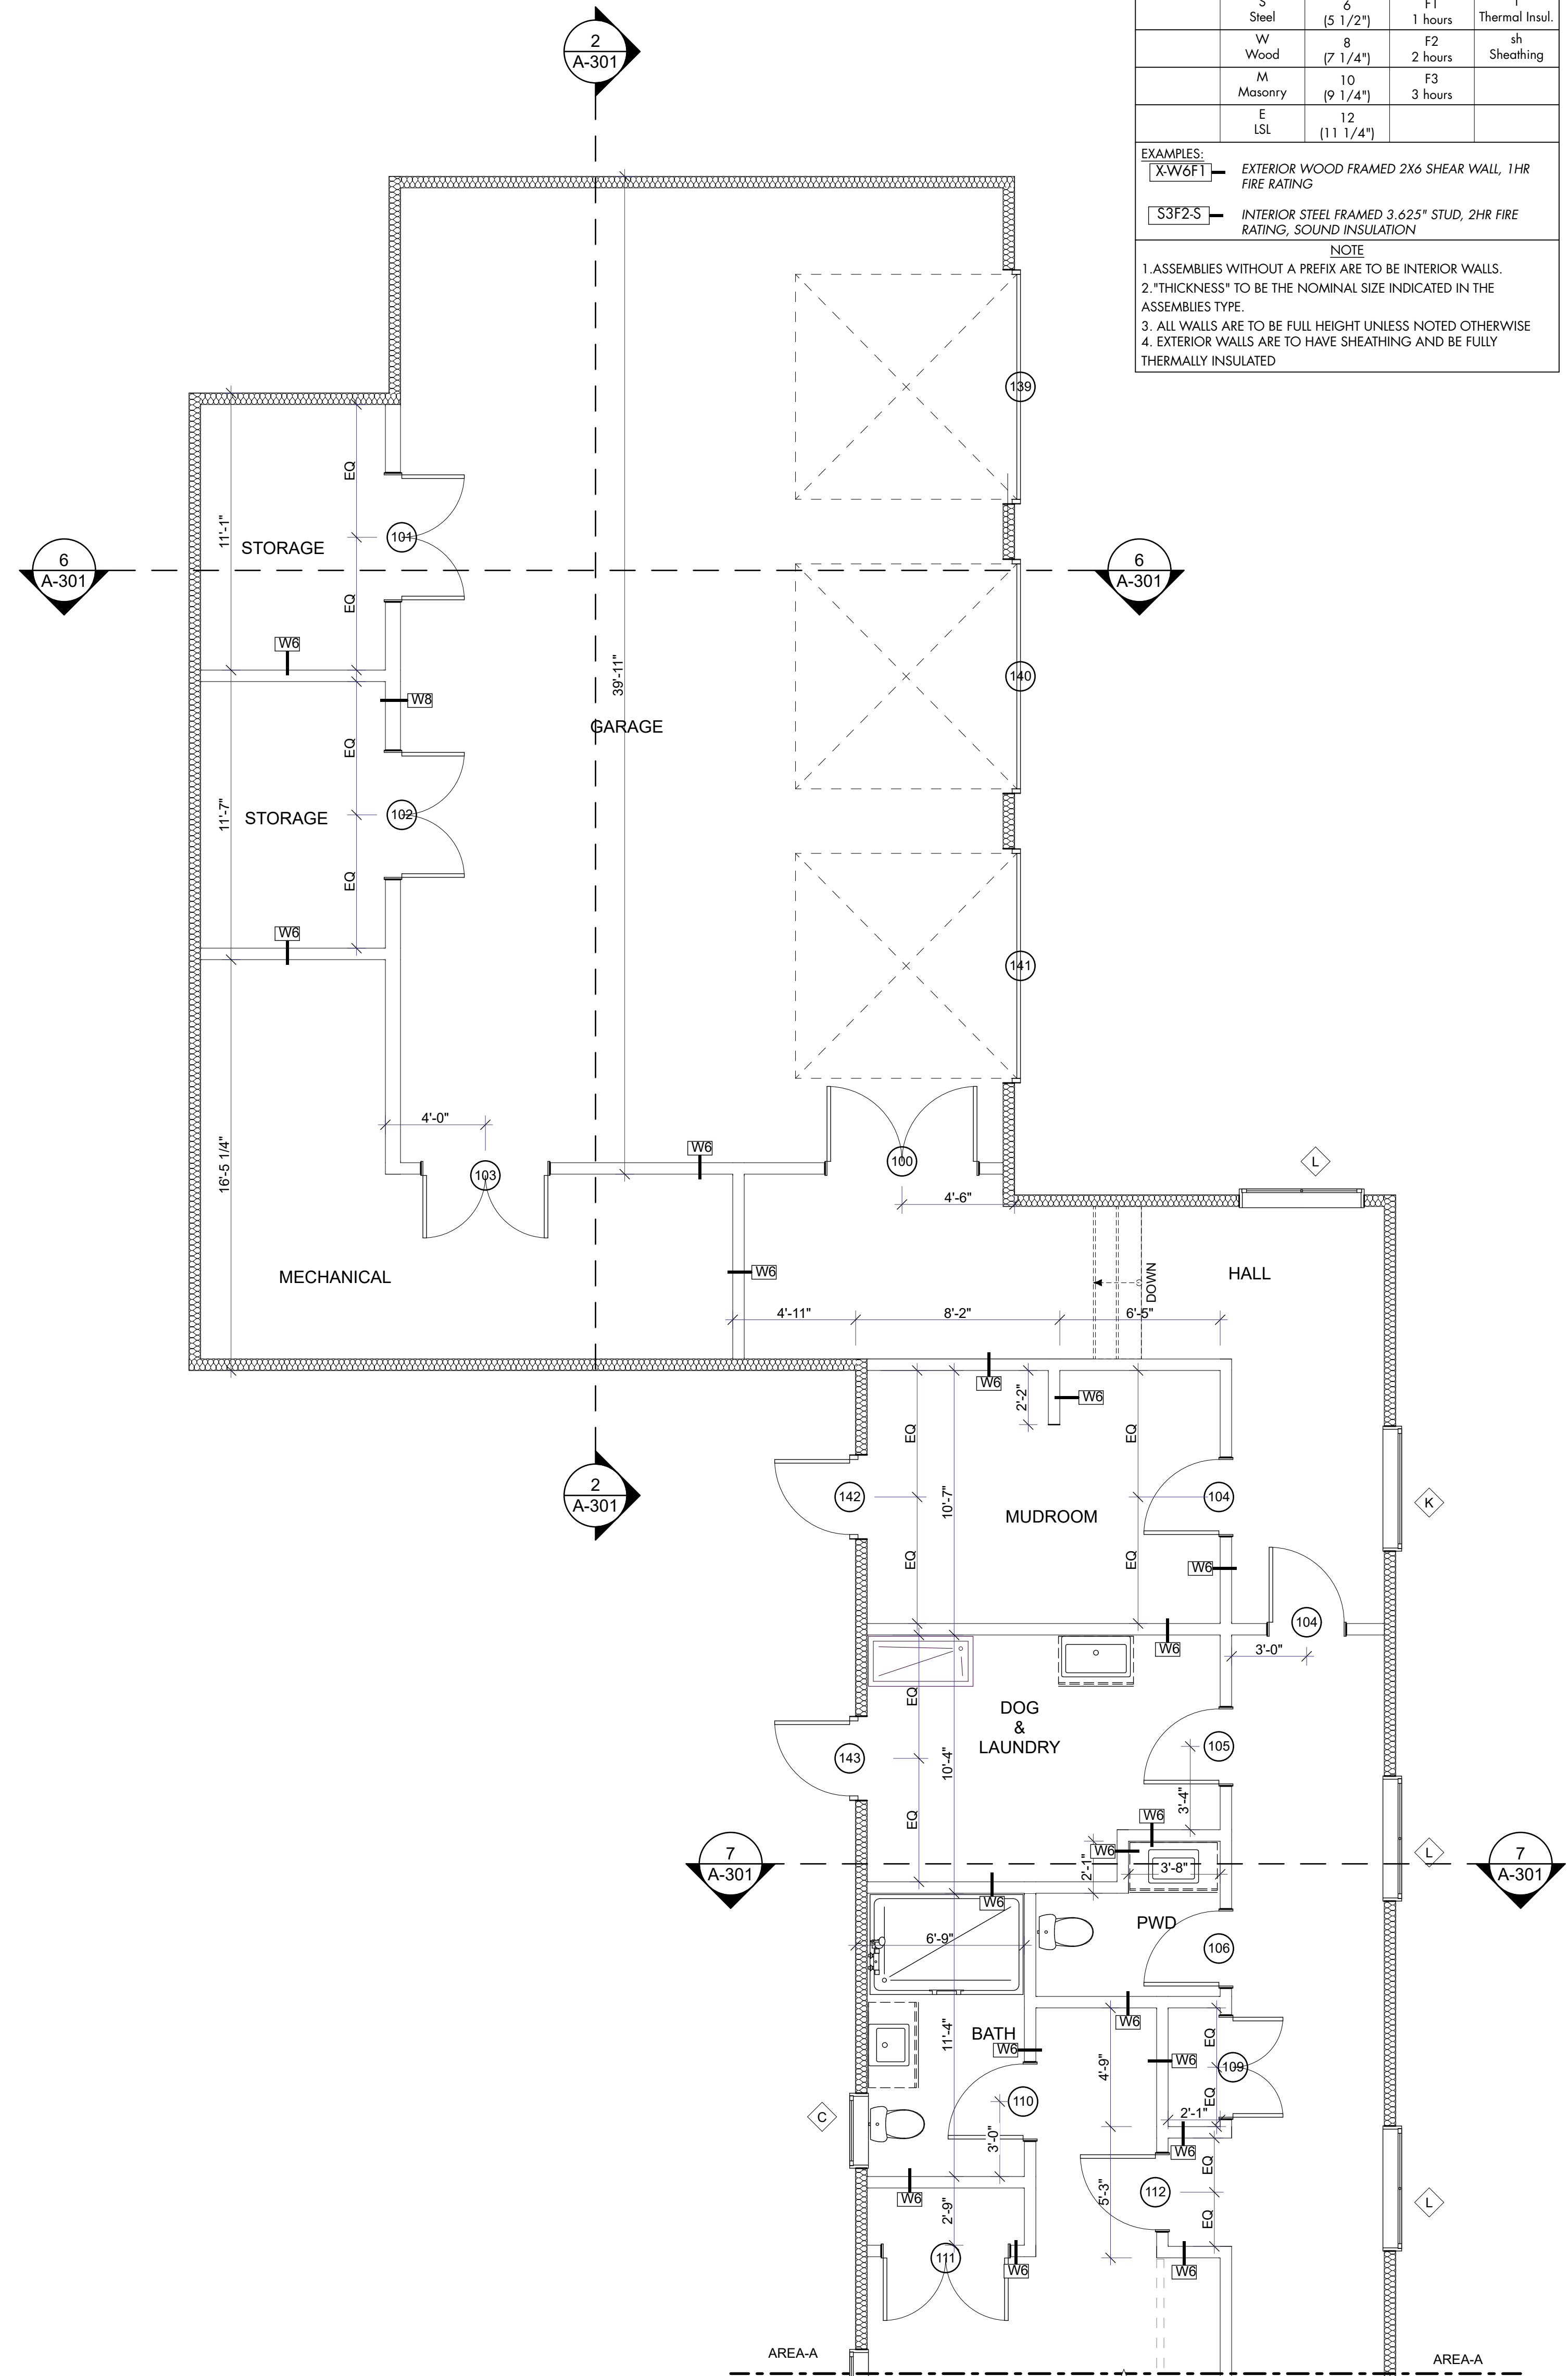 S
Steel
6
(5 1/2")
F1
1 hours
Thermal Insul.
W
Wood
8
(7 1/4")
F2
2 hours
sh
Sheathing
M
Masonry
10
(9 1/4")
F3
3 hours
E
LSL
12
(11 1/4")
EXAMPLES:
X-W6F1
EXTERIOR WOOD FRAMED 2X6 SHEAR WALL, 1HR
FIRE RATING
S3F2-S
INTERIOR STEEL FRAMED 3.625" STUD, 2HR FIRE
RATING, SOUND INSULATION
NOTE
1.ASSEMBLIES WITHOUT A PREFIX ARE TO BE INTERIOR WALLS.
2."THICKNESS" TO BE THE NOMINAL SIZE INDICATED IN THE
ASSEMBLIES TYPE.
3. ALL WALLS ARE TO BE FULL HEIGHT UNLESS NOTED OTHERWISE
4. EXTERIOR WALLS ARE TO HAVE SHEATHING AND BE FULLY
THERMALLY INSULATED
2
A-301
139
EQ
11'-1"
STORAGE
101
6
A-301
6
A-301
EQ
W6
39'-11"
140
W8
GARAGE
EQ
11'-7"
STORAGE
102
EQ
W6
141
4'-0"
16'-5 1/4"
W6
103
100
L
4'-6"
MECHANICAL
W6
DOWN
HALL
4'-11"
8'-2"
6'-5"
W6
2'-2"
W6
EQ
EQ
2
A-301
142
10'-7"
104
K
MUDROOM
EQ
EQ
W6
104
W6
3'-0"
EQ
DOG
&
LAUNDRY
105
143
10'-4"
3'-4"
EQ
W6
W6
7
A-301
2'-1"
3'-8"
L
7
A-301
W6
PWD
6'-9"
106
W6
BATH
11'-4"
EQ
W6
W6
4'-9"
109
EQ
110
C
2'-1"
3'-0"
W6
EQ
W6
5'-3"
112
L
2'-9"
EQ
111
W6
W6
AREA-A
AREA-A